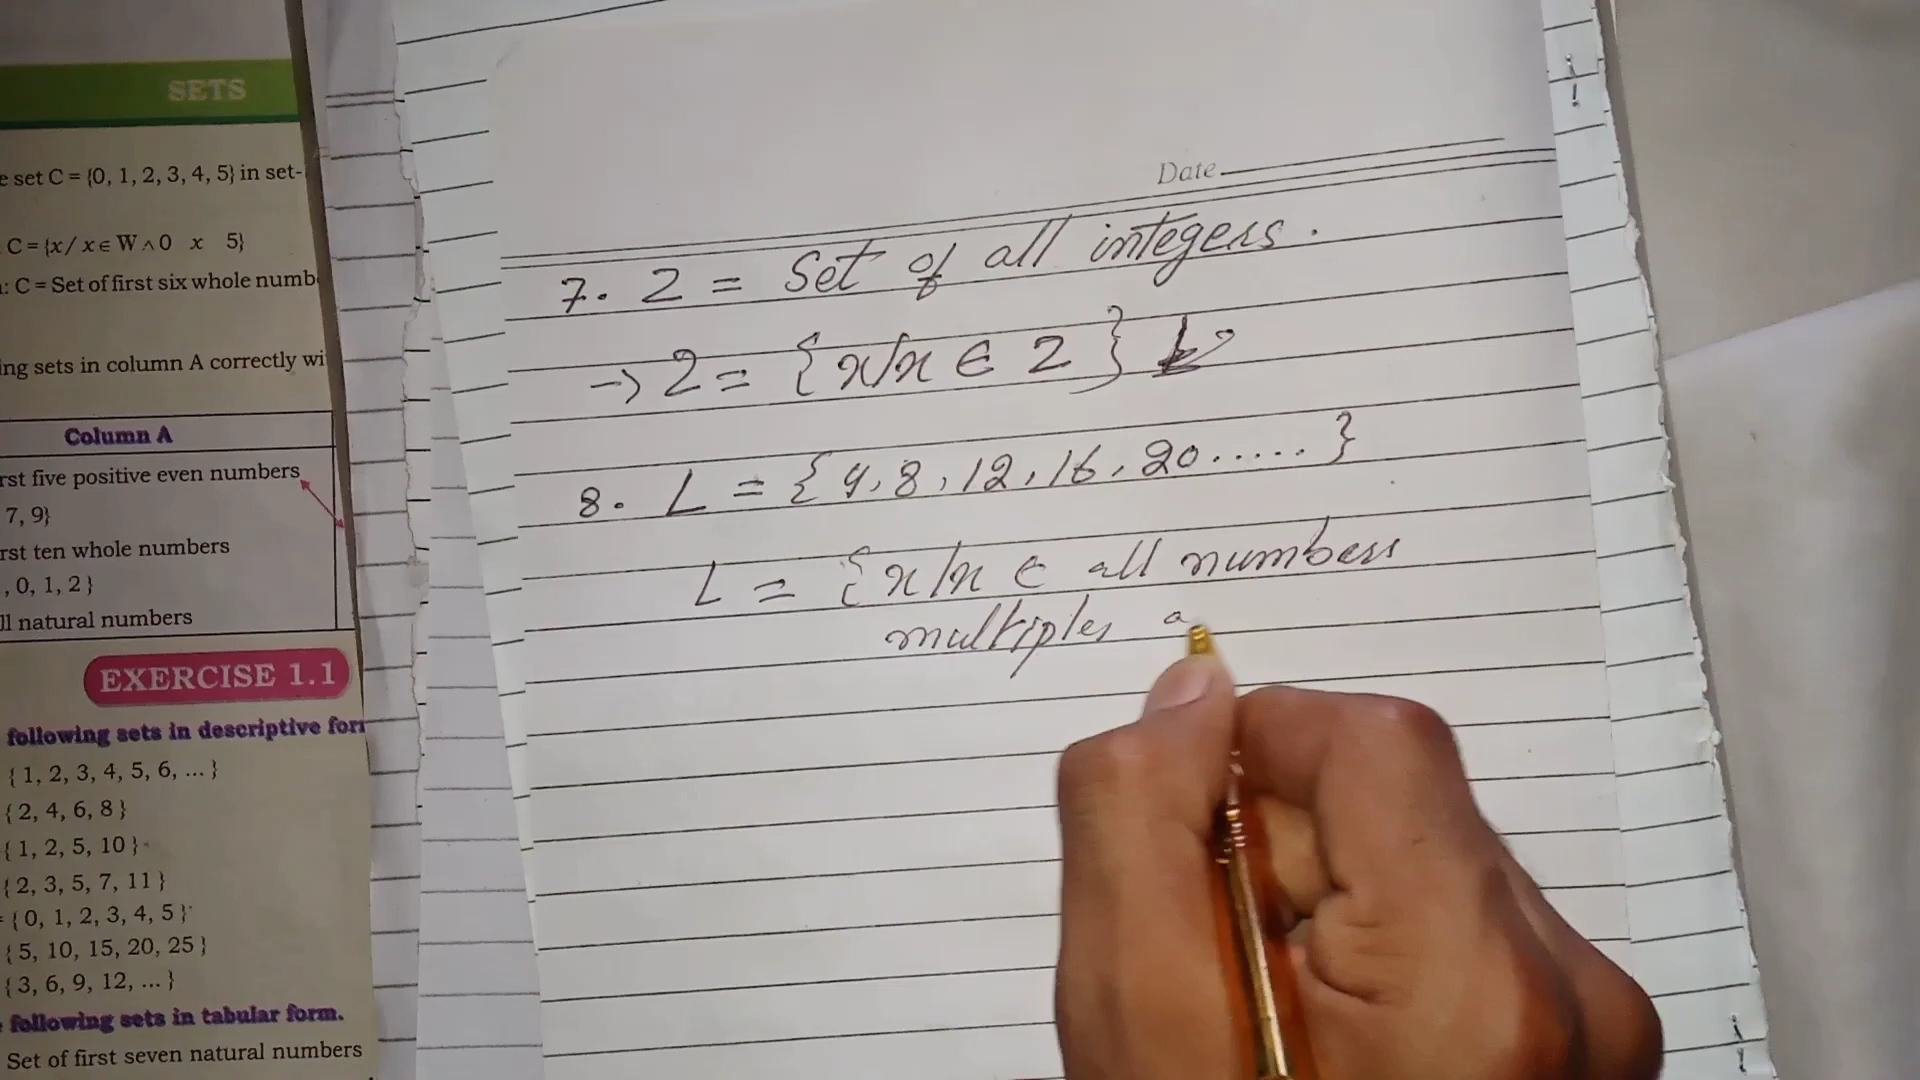 SETS
e set C = {0, 1, 2, 3, 4, 5} in set-
C = {x/ x ∈ W ∧ 0 x 5}
: C = Set of first six whole numb
ing sets in column A correctly wi
Column A
rst five positive even numbers
7, 9}
rst ten whole numbers
, 0, 1, 2 }
ll natural numbers
EXERCISE 1.1
following sets in descriptive for
{ 1, 2, 3, 4, 5, 6, ... }
{ 2, 4, 6, 8 }
{ 1, 2, 5, 10 }
{ 2, 3, 5, 7, 11 }
= { 0, 1, 2, 3, 4, 5 }
{ 5, 10, 15, 20, 25 }
{ 3, 6, 9, 12, ... }
following sets in tabular form.
Set of first seven natural numbers
Date
7. Z = Set of all integers.
→ Z = { x/x ∈ Z }
8. L = { 4, 8, 12, 16, 20 ..... }
L = { x/x ∈ all numbers
multiples